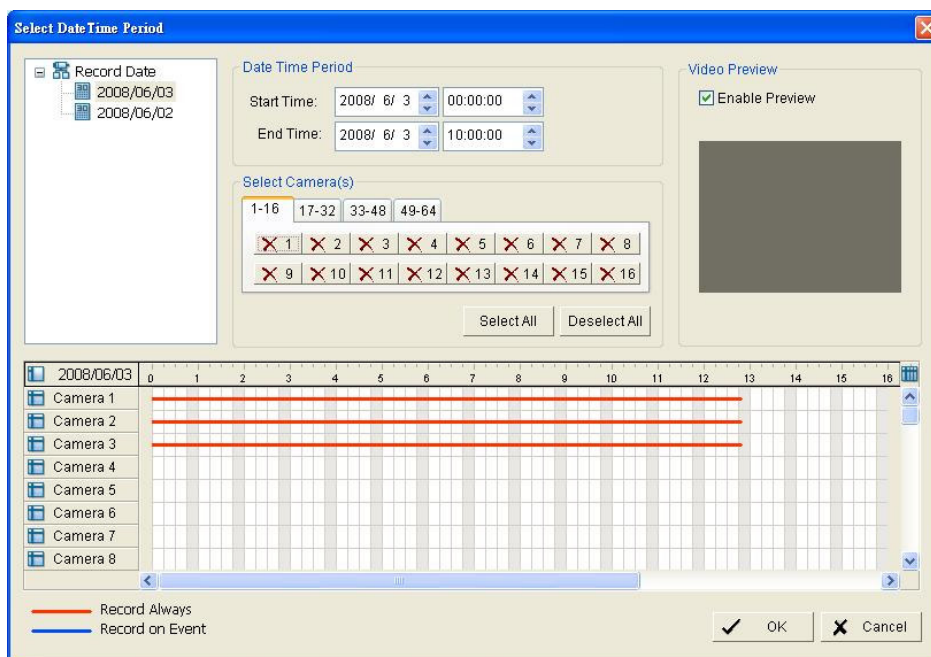 Select DateTime Period
Record Date
2008/06/03
2008/06/02
Date Time Period
Start Time: 2008/ 6/ 3 00:00:00
End Time: 2008/ 6/ 3 10:00:00
Select Camera(s)
1-16 17-32 33-48 49-64
1 2 3 4 5 6 7 8
9 10 11 12 13 14 15 16
Select All Deselect All
Video Preview
Enable Preview
2008/06/03 0 1 2 3 4 5 6 7 8 9 10 11 12 13 14 15 16
Camera 1
Camera 2
Camera 3
Camera 4
Camera 5
Camera 6
Camera 7
Camera 8
Record Always
Record on Event
OK Cancel